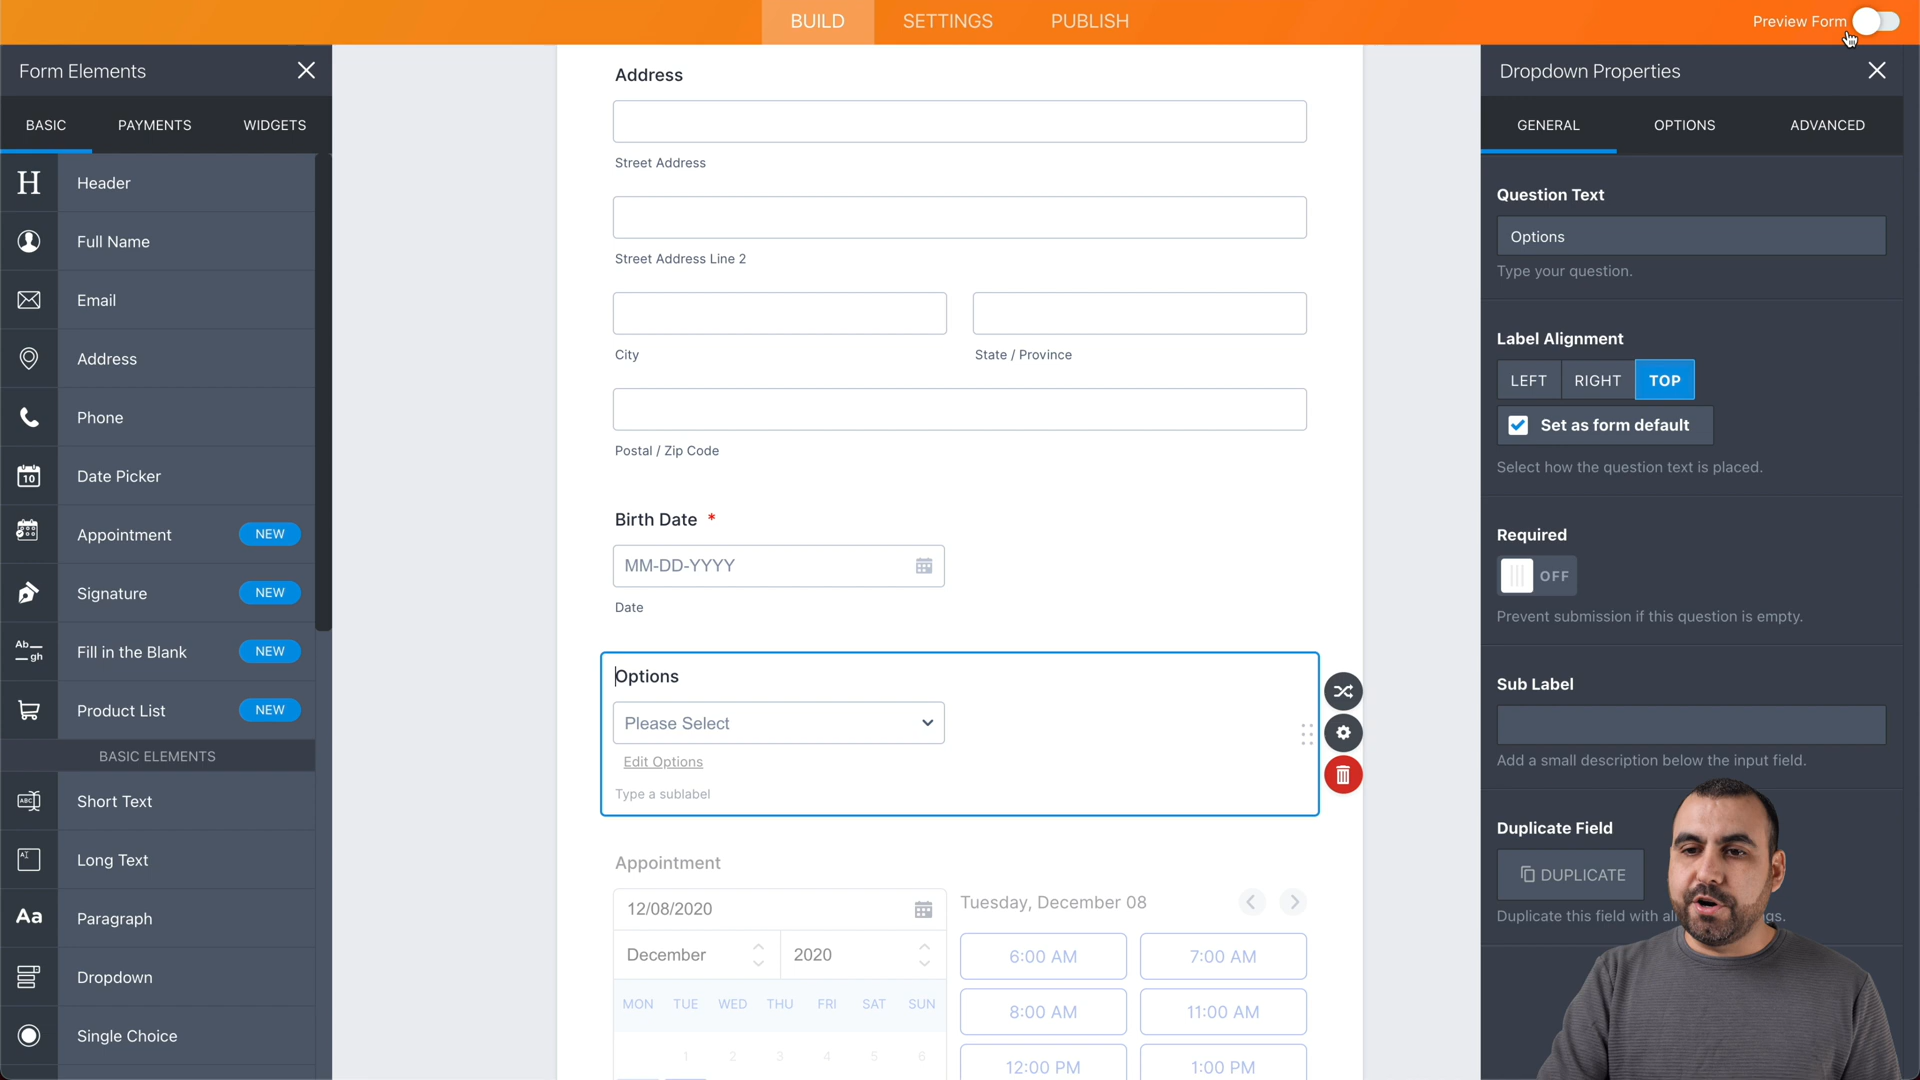 BUILD
SETTINGS
PUBLISH
Preview Form
Form Elements
BASIC
PAYMENTS
WIDGETS
H
Header
Full Name
Email
Address
Phone
10
Date Picker
Appointment
NEW
Signature
NEW
Ab
gh
Fill in the Blank
NEW
Product List
NEW
BASIC ELEMENTS
ABC
Short Text
Long Text
Aa
Paragraph
Dropdown
Single Choice
Address
Street Address
Street Address Line 2
City
State / Province
Postal / Zip Code
Birth Date *
MM-DD-YYYY
Date
Options
Please Select
Edit Options
Type a sublabel
Appointment
12/08/2020
December
2020
MON TUE WED THU FRI SAT SUN
1 2 3 4 5 6
Tuesday, December 08
6:00 AM
7:00 AM
8:00 AM
11:00 AM
12:00 PM
1:00 PM
Dropdown Properties
GENERAL
OPTIONS
ADVANCED
Question Text
Options
Type your question.
Label Alignment
LEFT
RIGHT
TOP
Set as form default
Select how the question text is placed.
Required
OFF
Prevent submission if this question is empty.
Sub Label
Add a small description below the input field.
Duplicate Field
DUPLICATE
Duplicate this field with